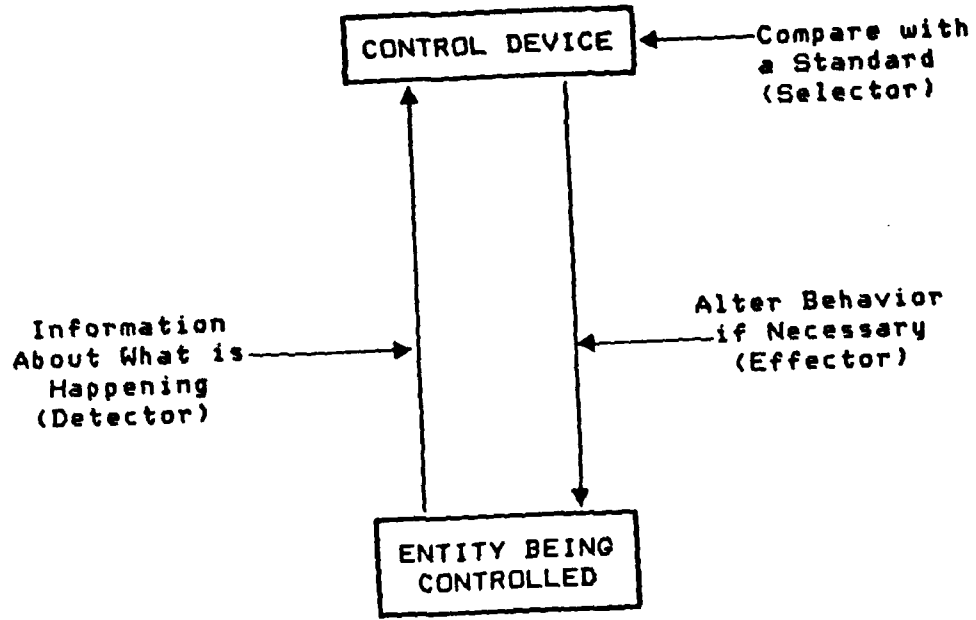 CONTROL DEVICE
Compare with
a Standard
(Selector)
Information
About What is
Happening
(Detector)
Alter Behavior
if Necessary
(Effector)
ENTITY BEING
CONTROLLED